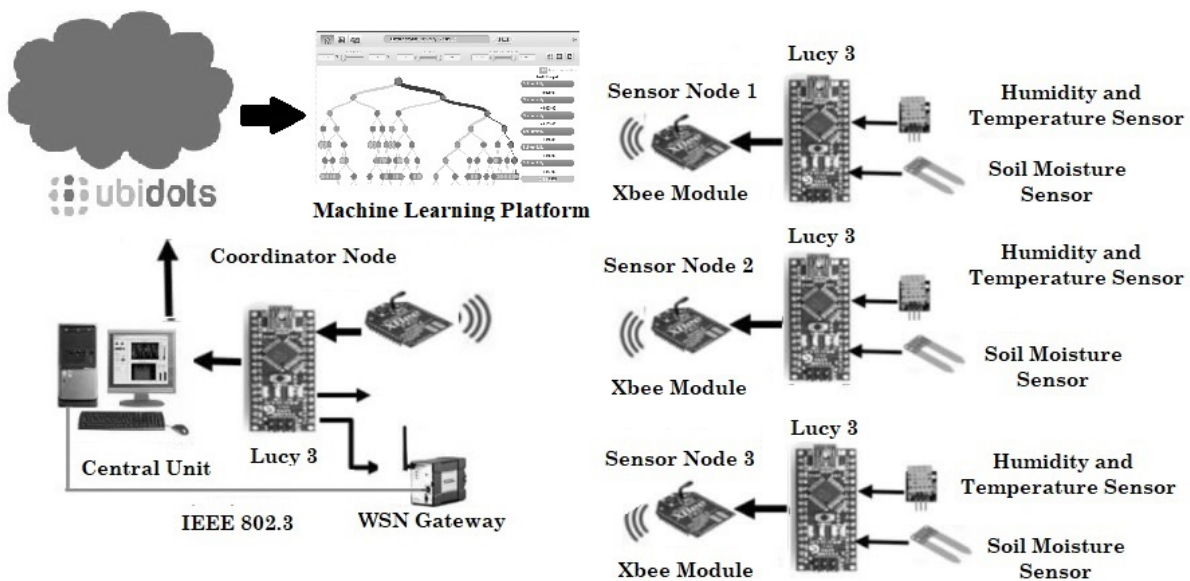 ubidots
Machine Learning Platform
Coordinator Node
Central Unit
Lucy 3
IEEE 802.3
WSN Gateway
Lucy 3
Sensor Node 1
Xbee Module
Humidity and
Temperature Sensor
Soil Moisture
Sensor
Lucy 3
Sensor Node 2
Xbee Module
Humidity and
Temperature Sensor
Soil Moisture
Sensor
Lucy 3
Sensor Node 3
Xbee Module
Humidity and
Temperature Sensor
Soil Moisture
Sensor